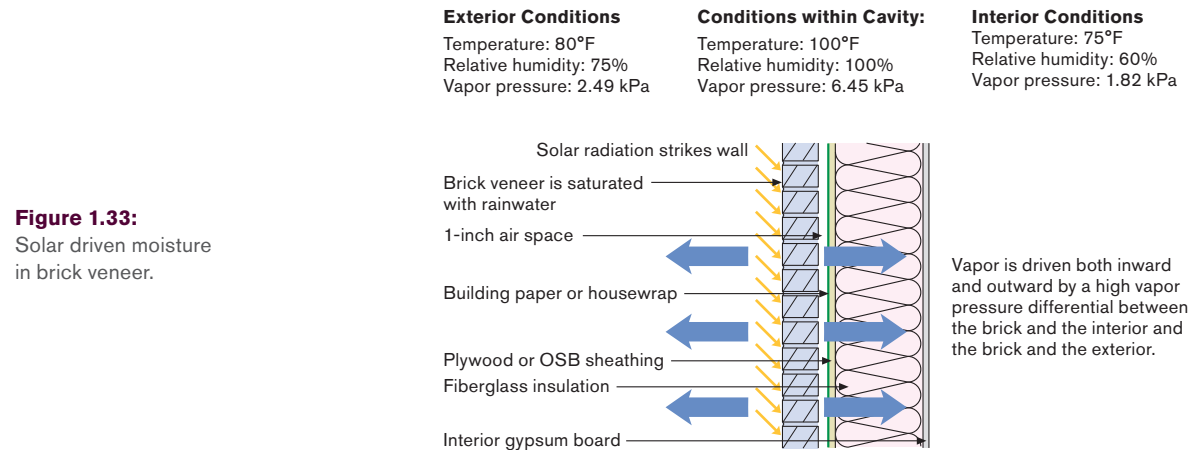 Exterior Conditions
Temperature: 80°F
Relative humidity: 75%
Vapor pressure: 2.49 kPa
Conditions within Cavity:
Temperature: 100°F
Relative humidity: 100%
Vapor pressure: 6.45 kPa
Interior Conditions
Temperature: 75°F
Relative humidity: 60%
Vapor pressure: 1.82 kPa
Figure 1.33:
Solar driven moisture
in brick veneer.
Solar radiation strikes wall
Brick veneer is saturated
with rainwater
1-inch air space
Building paper or housewrap
Plywood or OSB sheathing
Fiberglass insulation
Interior gypsum board
Vapor is driven both inward
and outward by a high vapor
pressure differential between
the brick and the interior and
the brick and the exterior.